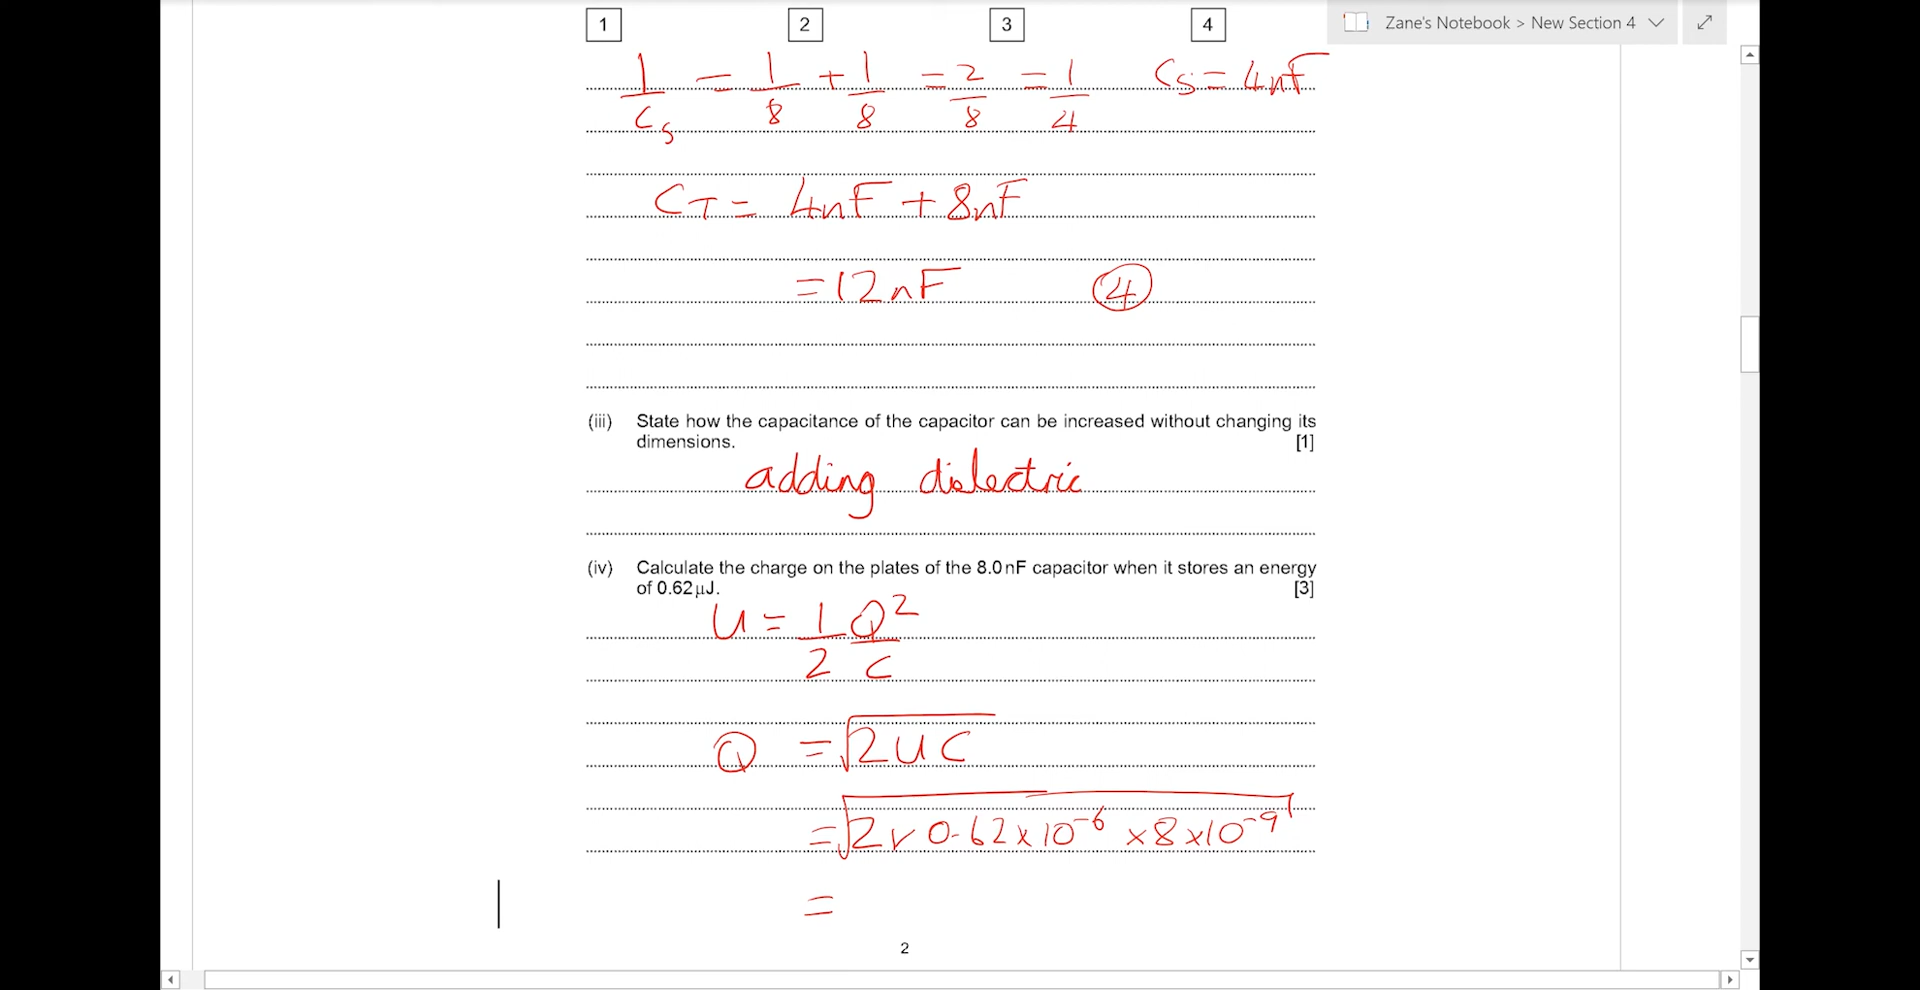 1 2 3 4
Zane's Notebook > New Section 4
1/Cs = 1/8 + 1/8 = 2/8 = 1/4 Cs = 4nF
CT = 4nF + 8nF
= 12nF 4
(iii) State how the capacitance of the capacitor can be increased without changing its
dimensions. [1]
adding dielectric
(iv) Calculate the charge on the plates of the 8.0 nF capacitor when it stores an energy
of 0.62 μJ. [3]
U = 1/2 Q²/C
Q = √2UC
= √2 × 0.62 × 10⁻⁶ × 8 × 10⁻⁹
=
2